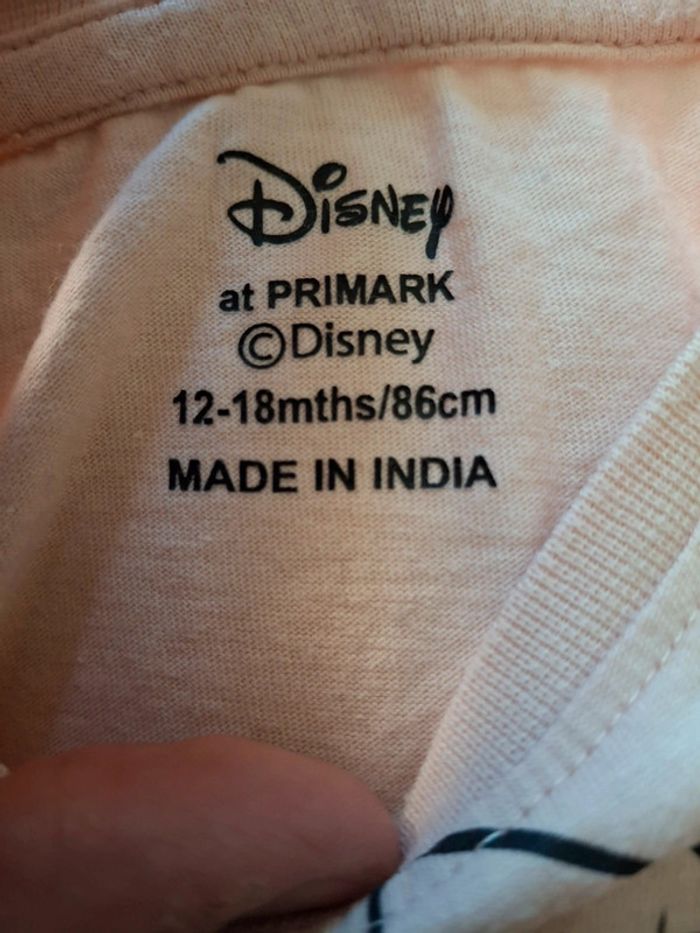 Disney
at PRIMARK
©Disney
12-18mths/86cm
MADE IN INDIA